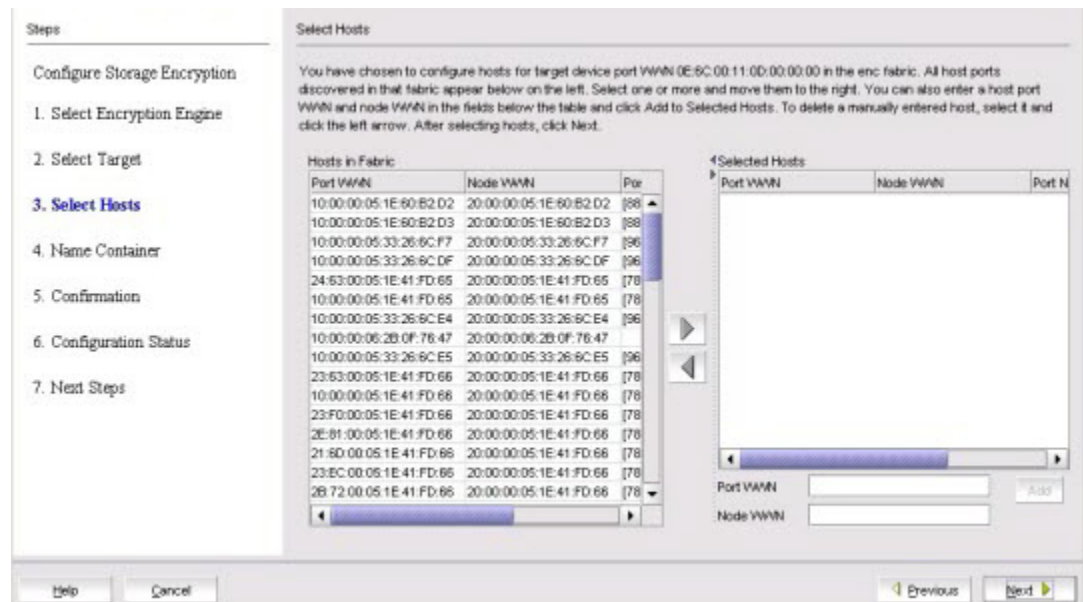 Steps
Select Hosts
Configure Storage Encryption
1. Select Encryption Engine
2. Select Target
3. Select Hosts
4. Name Container
5. Confirmation
6. Configuration Status
7. Next Steps
You have chosen to configure hosts for target device port WWN 0E:6C:00:11:0D:00:00:00 in the enc fabric. All host ports
discovered in that fabric appear below on the left. Select one or more and move them to the right. You can also enter a host port
WWN and node WWN in the fields below the table and click Add to Selected Hosts. To delete a manually entered host, select it and
click the left arrow. After selecting hosts, click Next.
Hosts in Fabric
Port WWN Node WWN Por
10:00:00:05:1E:60:B2:D2 20:00:00:05:1E:60:B2:D2 [88
10:00:00:05:1E:60:B2:D3 20:00:00:05:1E:60:B2:D3 [88
10:00:00:05:33:26:6C:F7 20:00:00:05:33:26:6C:F7 [96
10:00:00:05:33:26:6C:DF 20:00:00:05:33:26:6C:DF [96
24:63:00:05:1E:41:FD:65 20:00:00:05:1E:41:FD:65 [78
10:00:00:05:1E:41:FD:65 20:00:00:05:1E:41:FD:65 [78
10:00:00:05:33:26:6C:E4 20:00:00:05:33:26:6C:E4 [96
10:00:00:06:2B:0F:76:47 20:00:00:06:2B:0F:76:47
10:00:00:05:33:26:6C:E5 20:00:00:05:33:26:6C:E5 [96
23:63:00:05:1E:41:FD:66 20:00:00:05:1E:41:FD:66 [78
10:00:00:05:1E:41:FD:66 20:00:00:05:1E:41:FD:66 [78
23:F0:00:05:1E:41:FD:66 20:00:00:05:1E:41:FD:66 [78
2E:81:00:05:1E:41:FD:66 20:00:00:05:1E:41:FD:66 [78
21:6D:00:05:1E:41:FD:66 20:00:00:05:1E:41:FD:66 [78
23:EC:00:05:1E:41:FD:66 20:00:00:05:1E:41:FD:66 [78
2B:72:00:05:1E:41:FD:66 20:00:00:05:1E:41:FD:66 [78
Selected Hosts
Port WWN Node WWN Port N
Port WWN
Add
Node WWN
Help
Cancel
Previous
Next